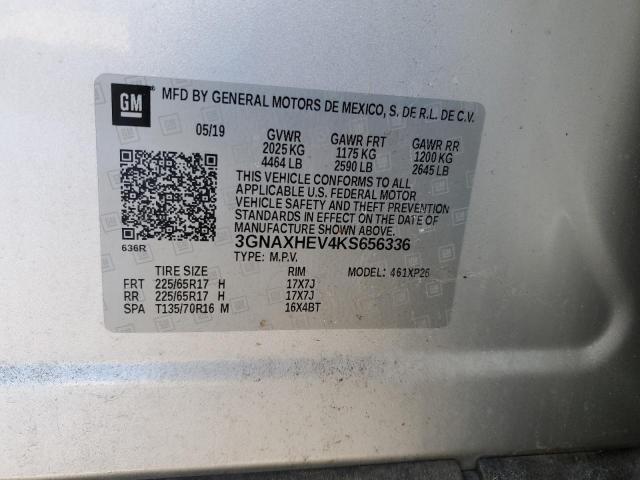 GM
MFD BY GENERAL MOTORS DE MEXICO, S. DE R.L. DE C.V.
05/19 GVWR GAWR FRT GAWR RR
2025 KG 1175 KG 1200 KG
4464 LB 2590 LB 2645 LB
THIS VEHICLE CONFORMS TO ALL
APPLICABLE U.S. FEDERAL MOTOR
VEHICLE SAFETY AND THEFT PREVENTION
STANDARDS IN EFFECT ON THE DATE OF
MANUFACTURE SHOWN ABOVE.
636R 3GNAXHEV4KS656336
TYPE: M.P.V. MODEL: 461XP26
TIRE SIZE RIM
FRT 225/65R17 H 17X7J
RR 225/65R17 H 17X7J
SPA T135/70R16 M 16X4BT